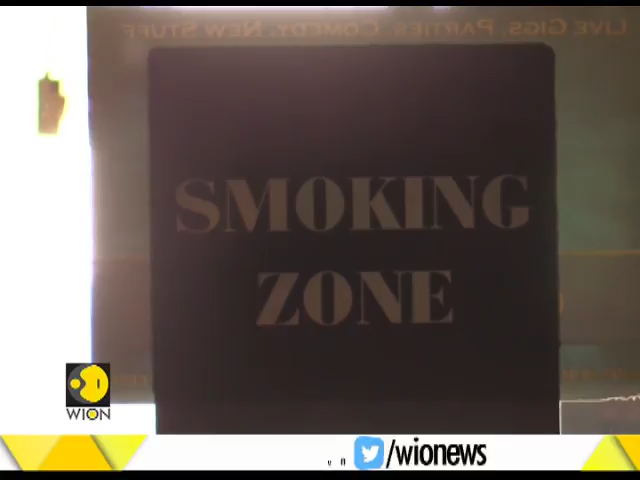 LIVE GIGS. PARTIES. COMEDY. NEW STUFF
SMOKING
ZONE
WION
/wionews